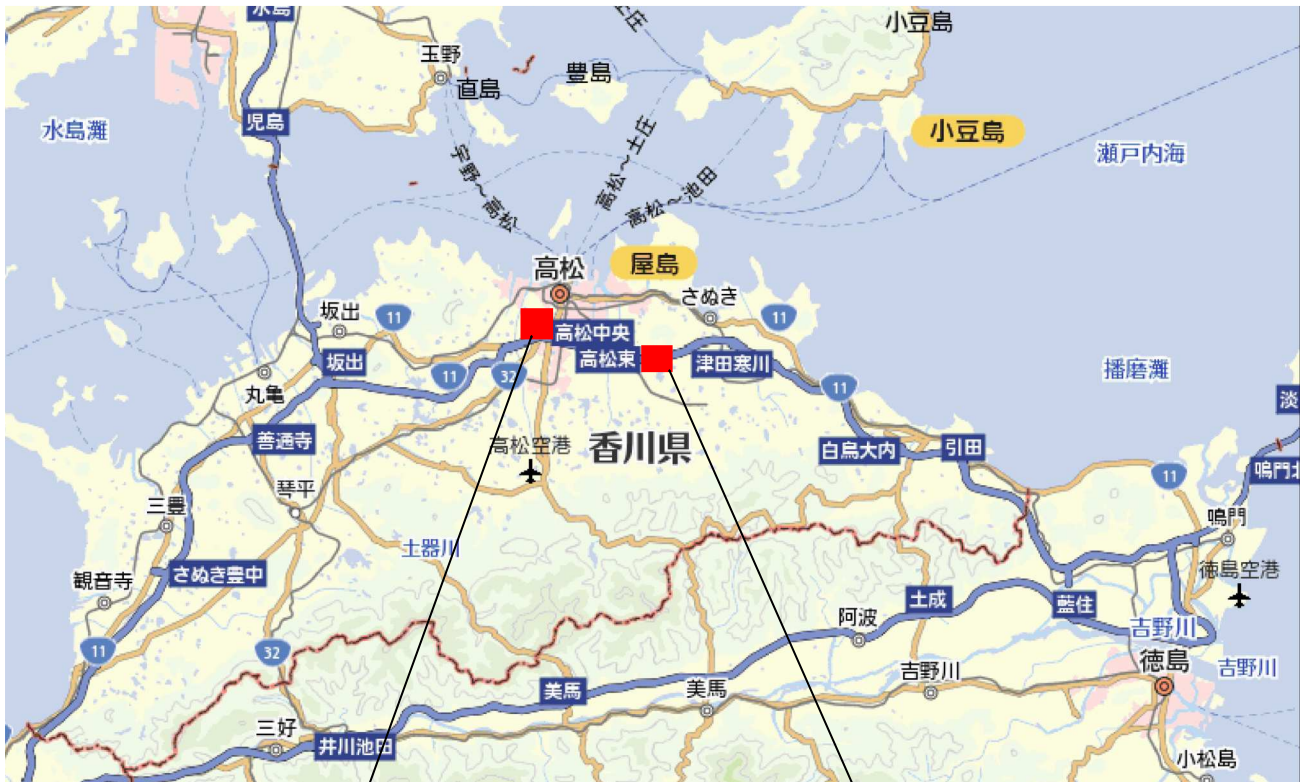 水島
玉野
小豆島
土庄
直島
豊島
児島
水島灘
小豆島
瀬戸内海
宇野～高松
高松～土庄
高松～池田
高松
屋島
さぬき
坂出
11
11
高松中央
高松東
津田寒川
坂出
11
32
11
播磨灘
丸亀
淡
善通寺
高松空港
香川県
白鳥大内
引田
鳴門北
11
琴平
三豊
鳴門
土器川
さぬき豊中
徳島空港
観音寺
土成
藍住
阿波
吉野川
11
32
徳島
吉野川
吉野川
美馬
美馬
三好
井川池田
小松島